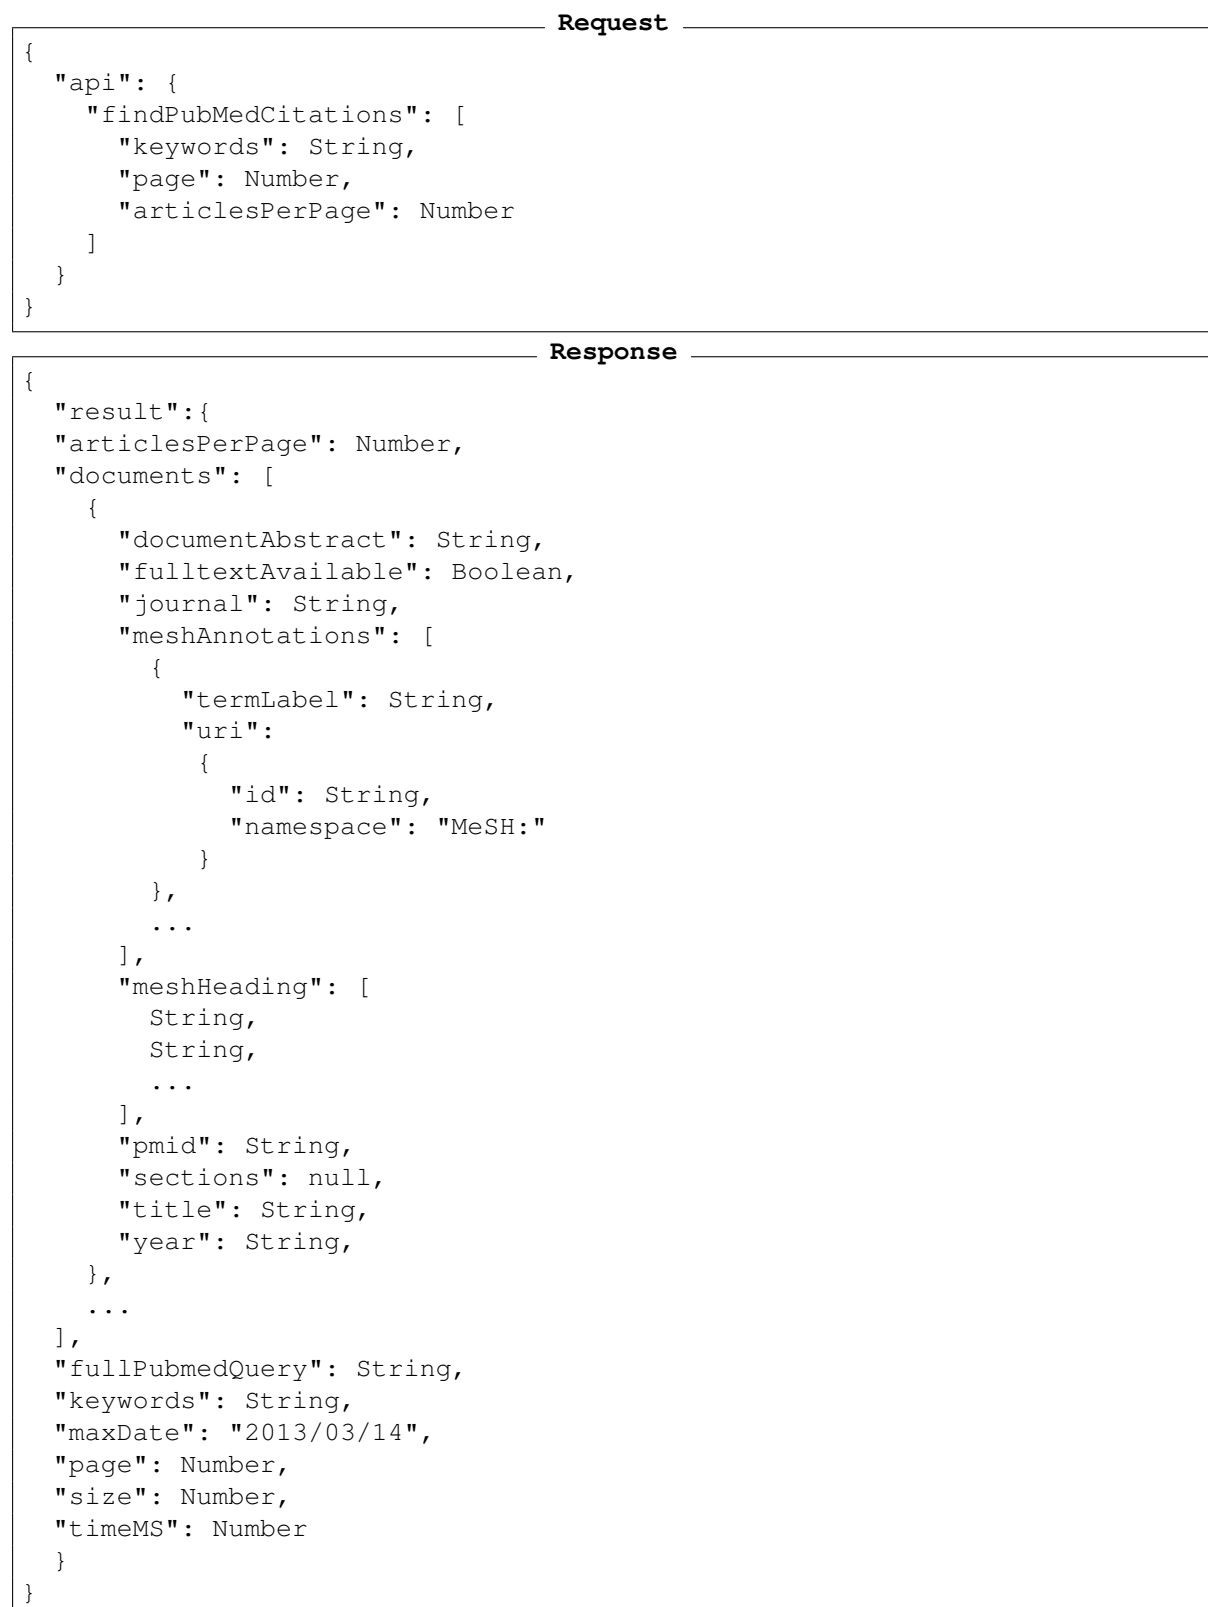 Request
{
  "api": {
    "findPubMedCitations": [
      "keywords": String,
      "page": Number,
      "articlesPerPage": Number
    ]
  }
}
Response
{
  "result":{
  "articlesPerPage": Number,
  "documents": [
    {
      "documentAbstract": String,
      "fulltextAvailable": Boolean,
      "journal": String,
      "meshAnnotations": [
        {
          "termLabel": String,
          "uri":
           {
             "id": String,
             "namespace": "MeSH:"
           }
        },
        ...
      ],
      "meshHeading": [
        String,
        String,
        ...
      ],
      "pmid": String,
      "sections": null,
      "title": String,
      "year": String,
    },
    ...
  ],
  "fullPubmedQuery": String,
  "keywords": String,
  "maxDate": "2013/03/14",
  "page": Number,
  "size": Number,
  "timeMS": Number
  }
}